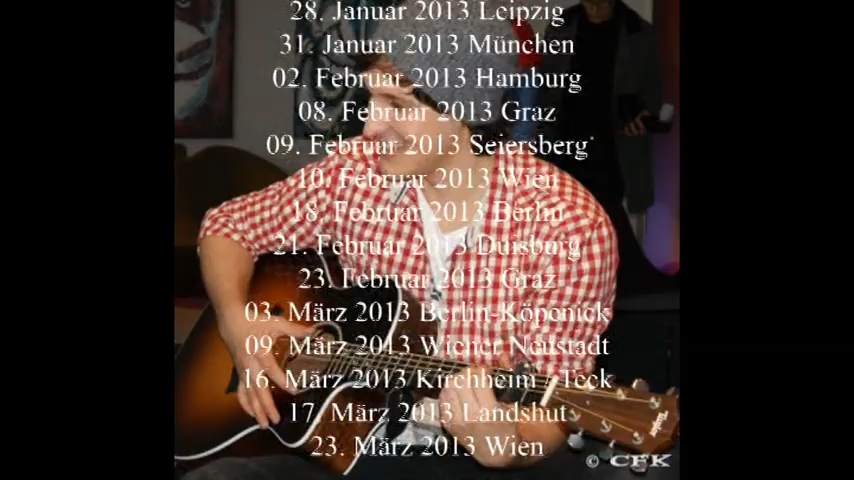 28. Januar 2013 Leipzig
31. Januar 2013 München
02. Februar 2013 Hamburg
08. Februar 2013 Graz
09. Februar 2013 Seiersberg*
10. Februar 2013 Wien
18. Februar 2013 Berlin
21. Februar 2013 Duisburg*
23. Februar 2013 Graz
03. März 2013 Berlin-Köpenick
09. März 2013 Wiener Neustadt
16. März 2013 Kirchheim / Teck
17. März 2013 Landshut
23. März 2013 Wien
Taylor
© CFK